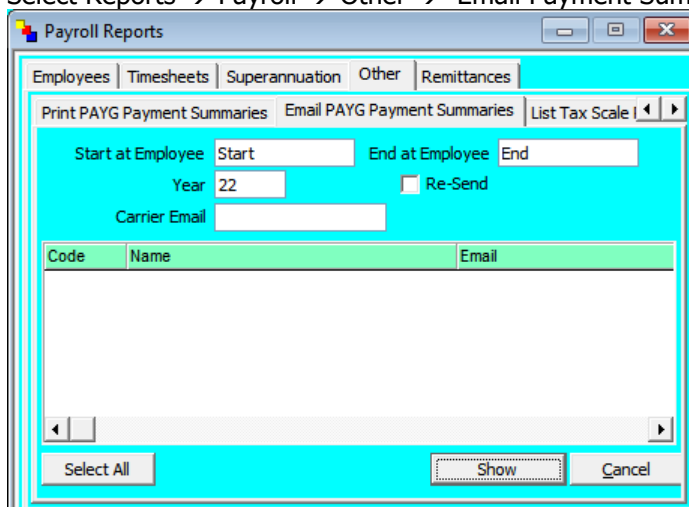 Select Reports → Payroll → Other → Email Payment Sum
Payroll Reports
Employees Timesheets Superannuation Other Remittances
Print PAYG Payment Summaries Email PAYG Payment Summaries List Tax Scale
Start at Employee Start End at Employee End
Year 22 Re-Send
Carrier Email
Code Name Email
Select All Show Cancel